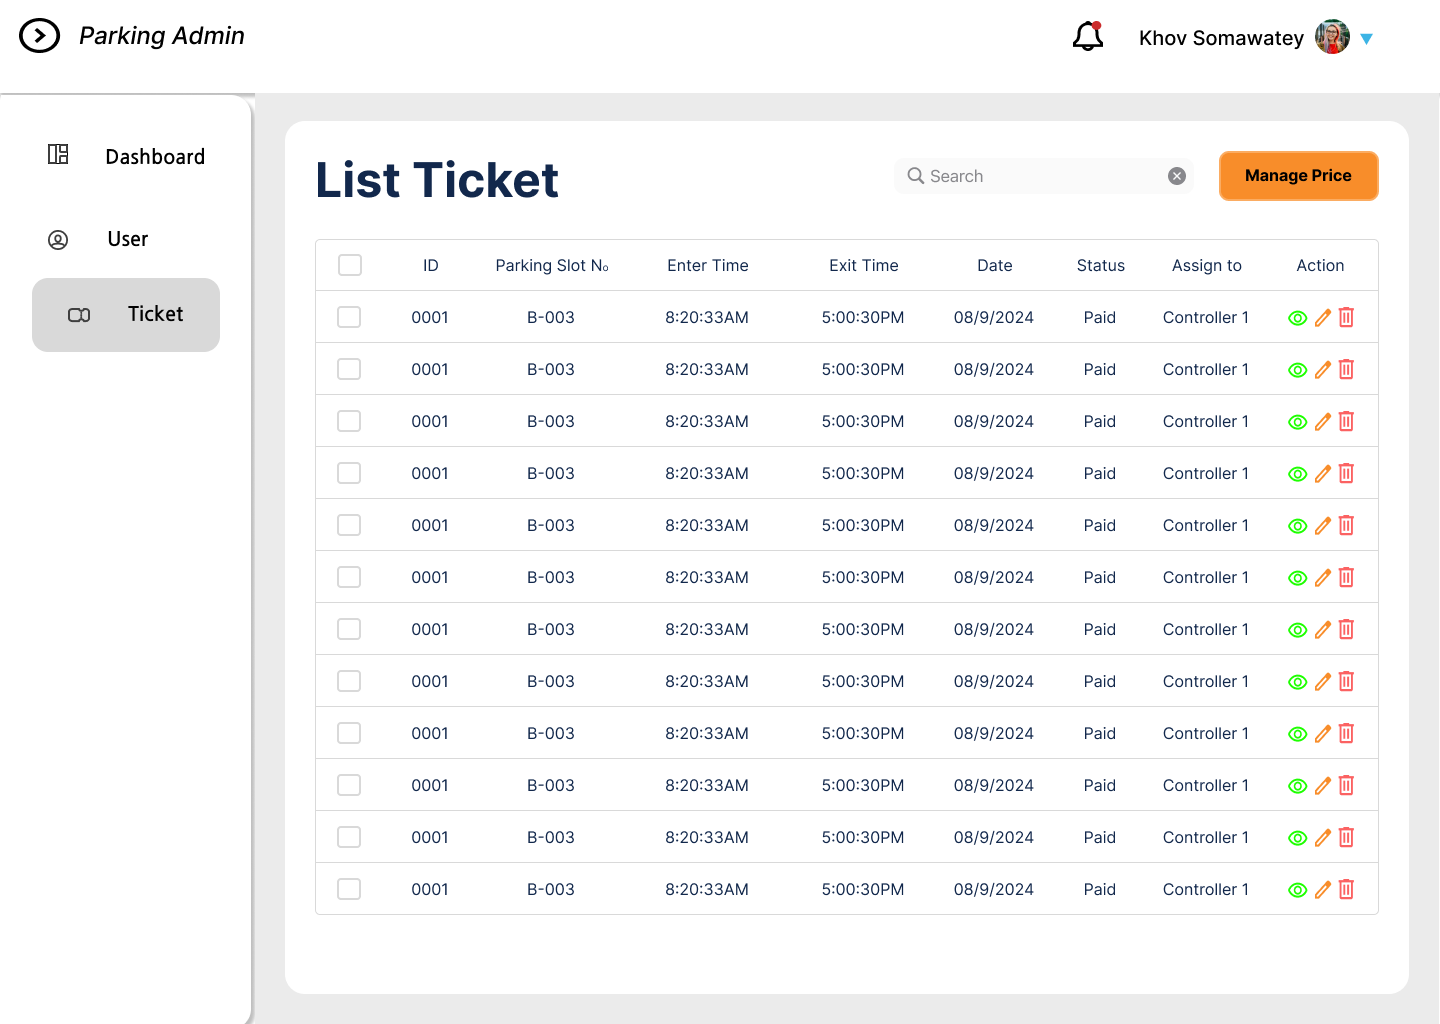 Parking Admin
Khov Somawatey
Dashboard
User
Ticket
List Ticket
Search
Manage Price
ID Parking Slot No Enter Time Exit Time Date Status Assign to Action
0001 B-003 8:20:33AM 5:00:30PM 08/9/2024 Paid Controller 1
0001 B-003 8:20:33AM 5:00:30PM 08/9/2024 Paid Controller 1
0001 B-003 8:20:33AM 5:00:30PM 08/9/2024 Paid Controller 1
0001 B-003 8:20:33AM 5:00:30PM 08/9/2024 Paid Controller 1
0001 B-003 8:20:33AM 5:00:30PM 08/9/2024 Paid Controller 1
0001 B-003 8:20:33AM 5:00:30PM 08/9/2024 Paid Controller 1
0001 B-003 8:20:33AM 5:00:30PM 08/9/2024 Paid Controller 1
0001 B-003 8:20:33AM 5:00:30PM 08/9/2024 Paid Controller 1
0001 B-003 8:20:33AM 5:00:30PM 08/9/2024 Paid Controller 1
0001 B-003 8:20:33AM 5:00:30PM 08/9/2024 Paid Controller 1
0001 B-003 8:20:33AM 5:00:30PM 08/9/2024 Paid Controller 1
0001 B-003 8:20:33AM 5:00:30PM 08/9/2024 Paid Controller 1